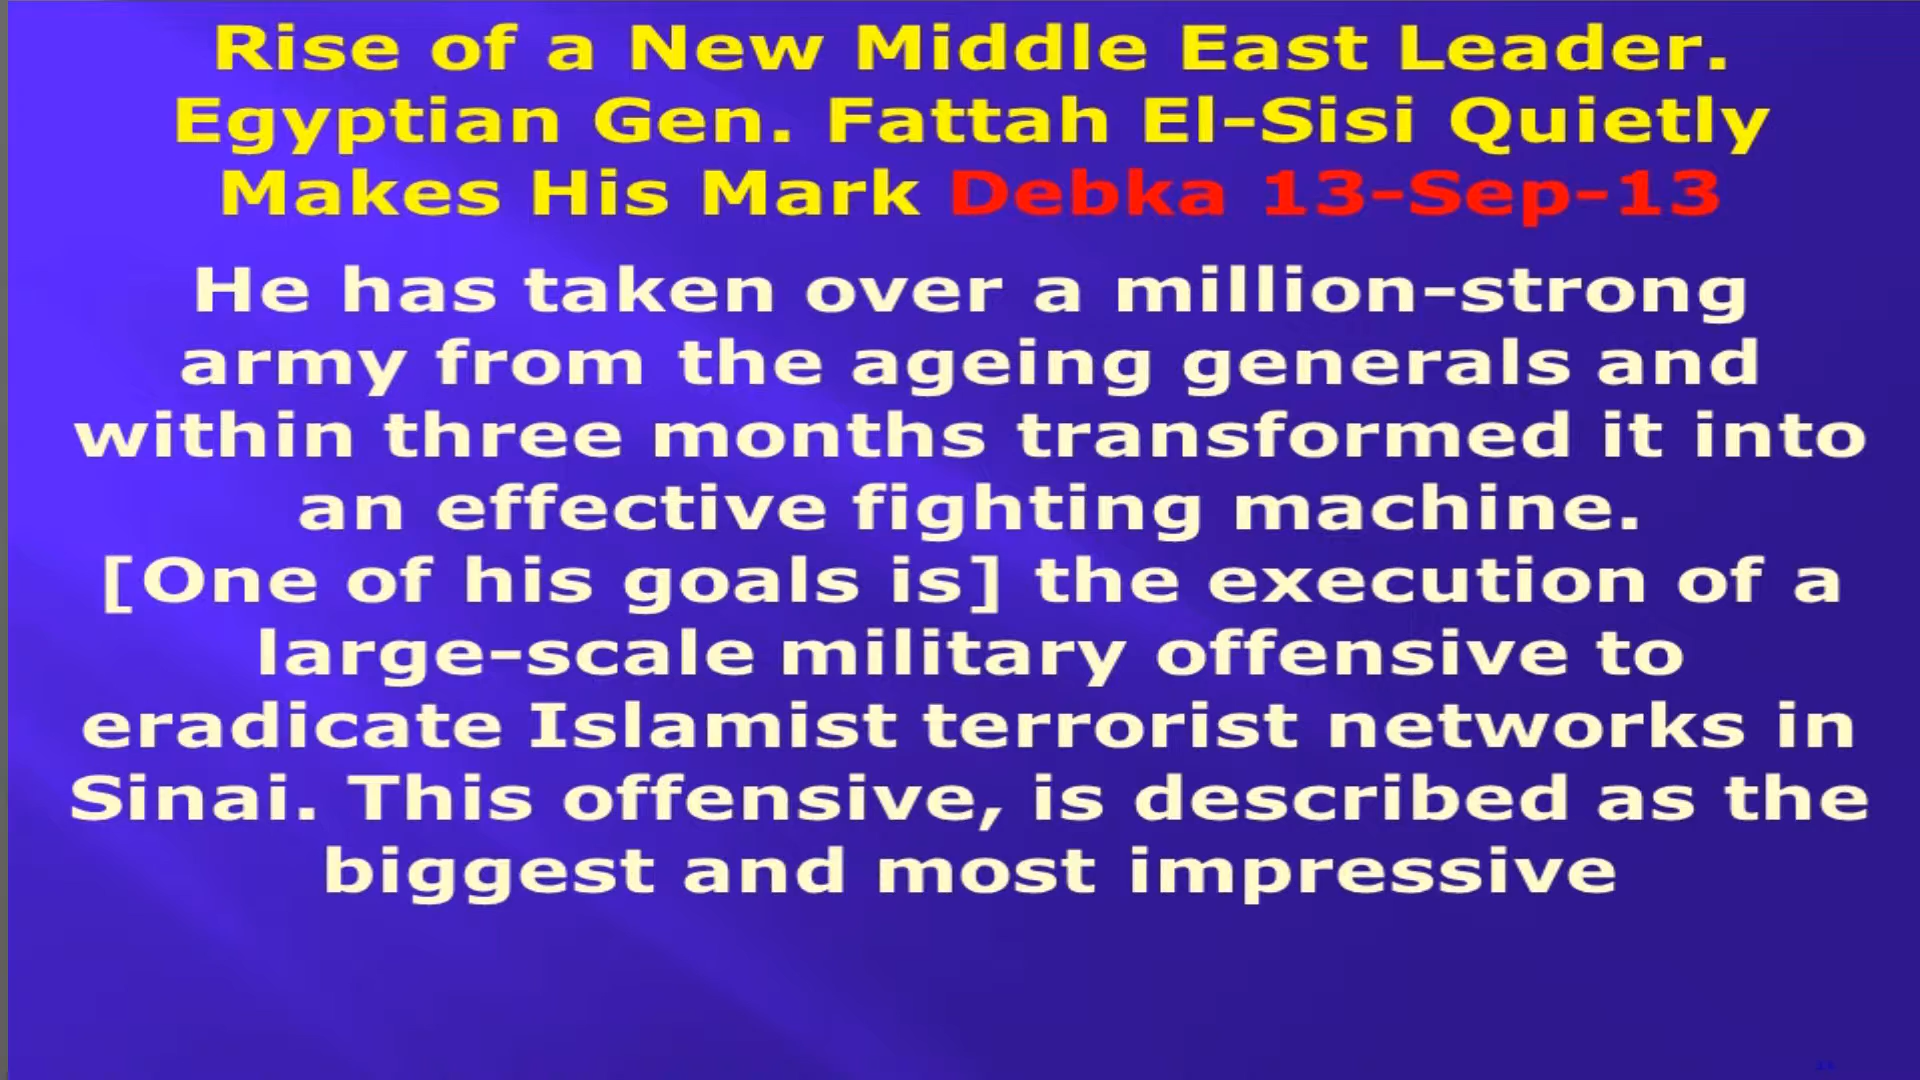 Rise of a New Middle East Leader.
Egyptian Gen. Fattah El-Sisi Quietly
Makes His Mark Debka 13-Sep-13
He has taken over a million-strong
army from the ageing generals and
within three months transformed it into
an effective fighting machine.
[One of his goals is] the execution of a
large-scale military offensive to
eradicate Islamist terrorist networks in
Sinai. This offensive, is described as the
biggest and most impressive